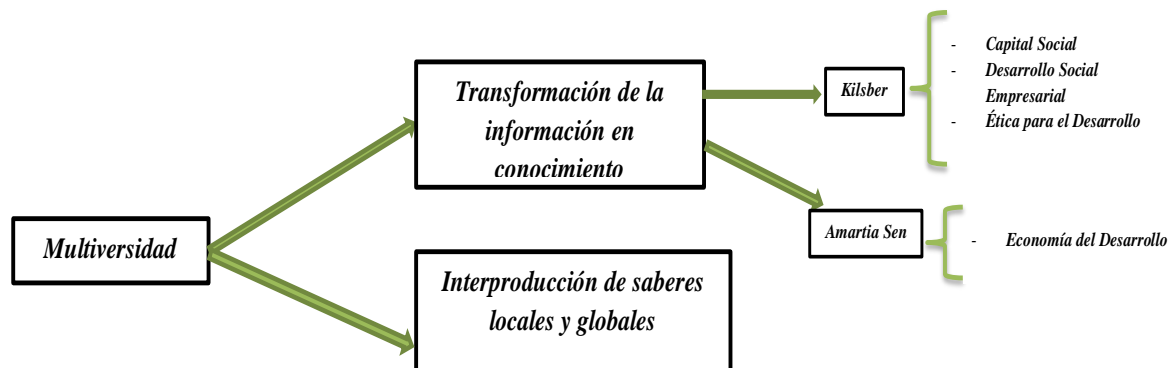 Multiversidad
Transformación de la
información en
conocimiento
Interproducción de saberes
locales y globales
Kilsber
- Capital Social
- Desarrollo Social
Empresarial
- Ética para el Desarrollo
Amartia Sen
- Economía del Desarrollo